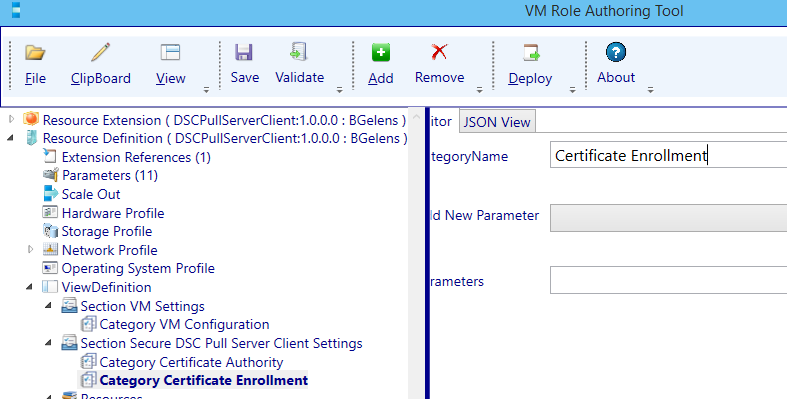 VM Role Authoring Tool
File ClipBoard View Save Validate Add Remove Deploy About
Resource Extension ( DSCPullServerClient:1.0.0.0 : BGelens )
Resource Definition ( DSCPullServerClient:1.0.0.0 : BGelens )
Extension References (1)
Parameters (11)
Scale Out
Hardware Profile
Storage Profile
Network Profile
Operating System Profile
ViewDefinition
Section VM Settings
Category VM Configuration
Section Secure DSC Pull Server Client Settings
Category Certificate Authority
Category Certificate Enrollment
Resources
itor JSON View
tegoryName Certificate Enrollment
ld New Parameter
rameters